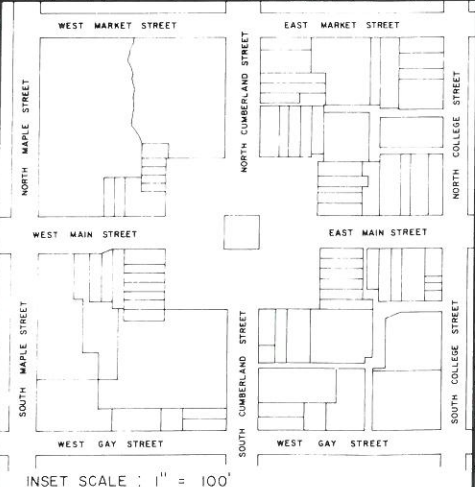 WEST MARKET STREET
EAST MARKET STREET
NORTH MAPLE STREET
NORTH CUMBERLAND STREET
NORTH COLLEGE STREET
WEST MAIN STREET
EAST MAIN STREET
SOUTH MAPLE STREET
SOUTH CUMBERLAND STREET
SOUTH COLLEGE STREET
WEST GAY STREET
WEST GAY STREET
INSET SCALE : 1" = 100'